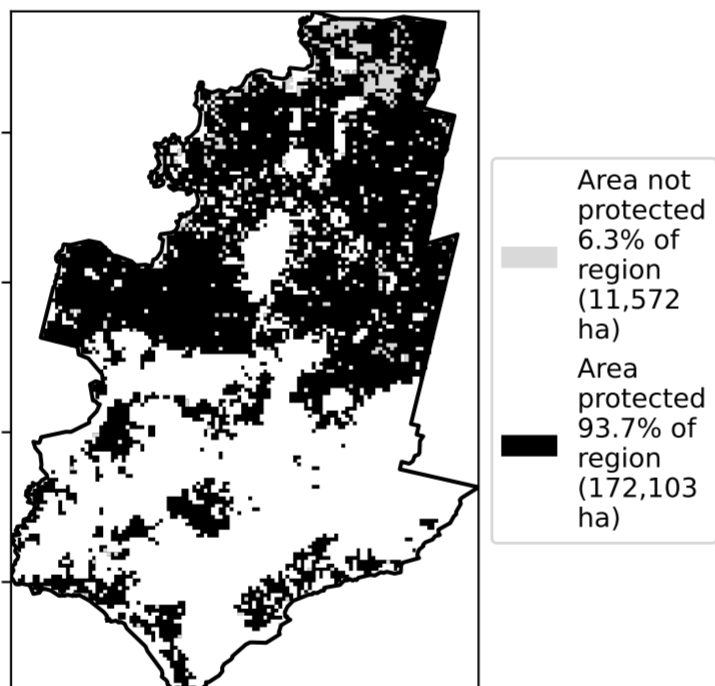 Area not
protected
6.3% of
region
(11,572
ha)
Area
protected
93.7% of
region
(172,103
ha)